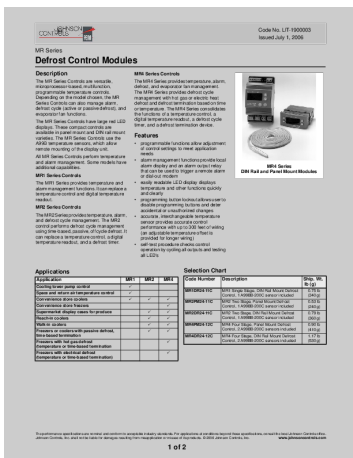 JOHNSON CONTROLS
Code No. LIT-1900003
Issued July 1, 2006
MR Series
Defrost Control Modules
Description
The MR Series Controls are versatile,
microprocessor-based, multifunction,
programmable temperature controls.
Depending on the model chosen, the MR
Series Controls can also manage alarm,
defrost cycle (active or passive defrost), and
evaporator fan functions.
The MR Series Controls have large red LED
displays. These compact controls are
available in panel mount and DIN rail mount
varieties. The MR Series Controls use the
A99B temperature sensors, which allow
remote mounting of the display unit.
All MR Series Controls perform temperature
and alarm management. Some models have
additional capabilities.
MR1 Series Controls
The MR1 Series provides temperature and
alarm management functions. It can replace a
temperature control and digital temperature
readout.
MR2 Series Controls
The MR2 Series provides temperature, alarm,
and defrost cycle management. The MR2
control performs defrost cycle management
using time-based, passive, off-cycle defrost. It
can replace a temperature control, a digital
temperature readout, and a defrost timer.
MR4 Series Controls
The MR4 Series provides temperature, alarm,
defrost, and evaporator fan management.
The MR4 Series provides defrost cycle
management with hot gas or electric heat
defrost and defrost termination based on time
or temperature. The MR4 Series consolidates
the functions of a temperature control, a
digital temperature readout, a defrost cycle
timer, and a defrost termination device.
Features
• programmable functions allow adjustment
of control settings to meet application
needs
• alarm management functions provide local
alarm display and an alarm output relay
that can be used to trigger a remote alarm
or dial-out modem
• easily readable LED display displays
temperature and other functions quickly
and clearly
• programming button lockout allows user to
disable programming buttons and deter
accidental or unauthorized changes
• accurate, interchangeable temperature
sensor provides accurate control
performance with up to 300 feet of wiring
(an adjustable temperature offset is
provided for longer wiring)
• self-test procedure checks control
operation by cycling all outputs and testing
all LEDs
MR4 Series
DIN Rail and Panel Mount Modules
Applications
Application MR1 MR2 MR4
Cooling tower pump control ✓
Space and return air temperature control ✓
Convenience store coolers ✓ ✓ ✓
Convenience store freezers ✓
Supermarket display cases for produce ✓ ✓
Reach-in coolers ✓ ✓
Walk-in coolers ✓ ✓
Freezers or coolers with passive defrost,
time-based termination ✓ ✓
Freezers with hot gas defrost
(temperature or time-based termination) ✓
Freezers with electrical defrost
(temperature or time-based termination) ✓
Selection Chart
Code Number Description Ship. Wt.
lb (g)
1 of 2
www.johnsoncontrols.com